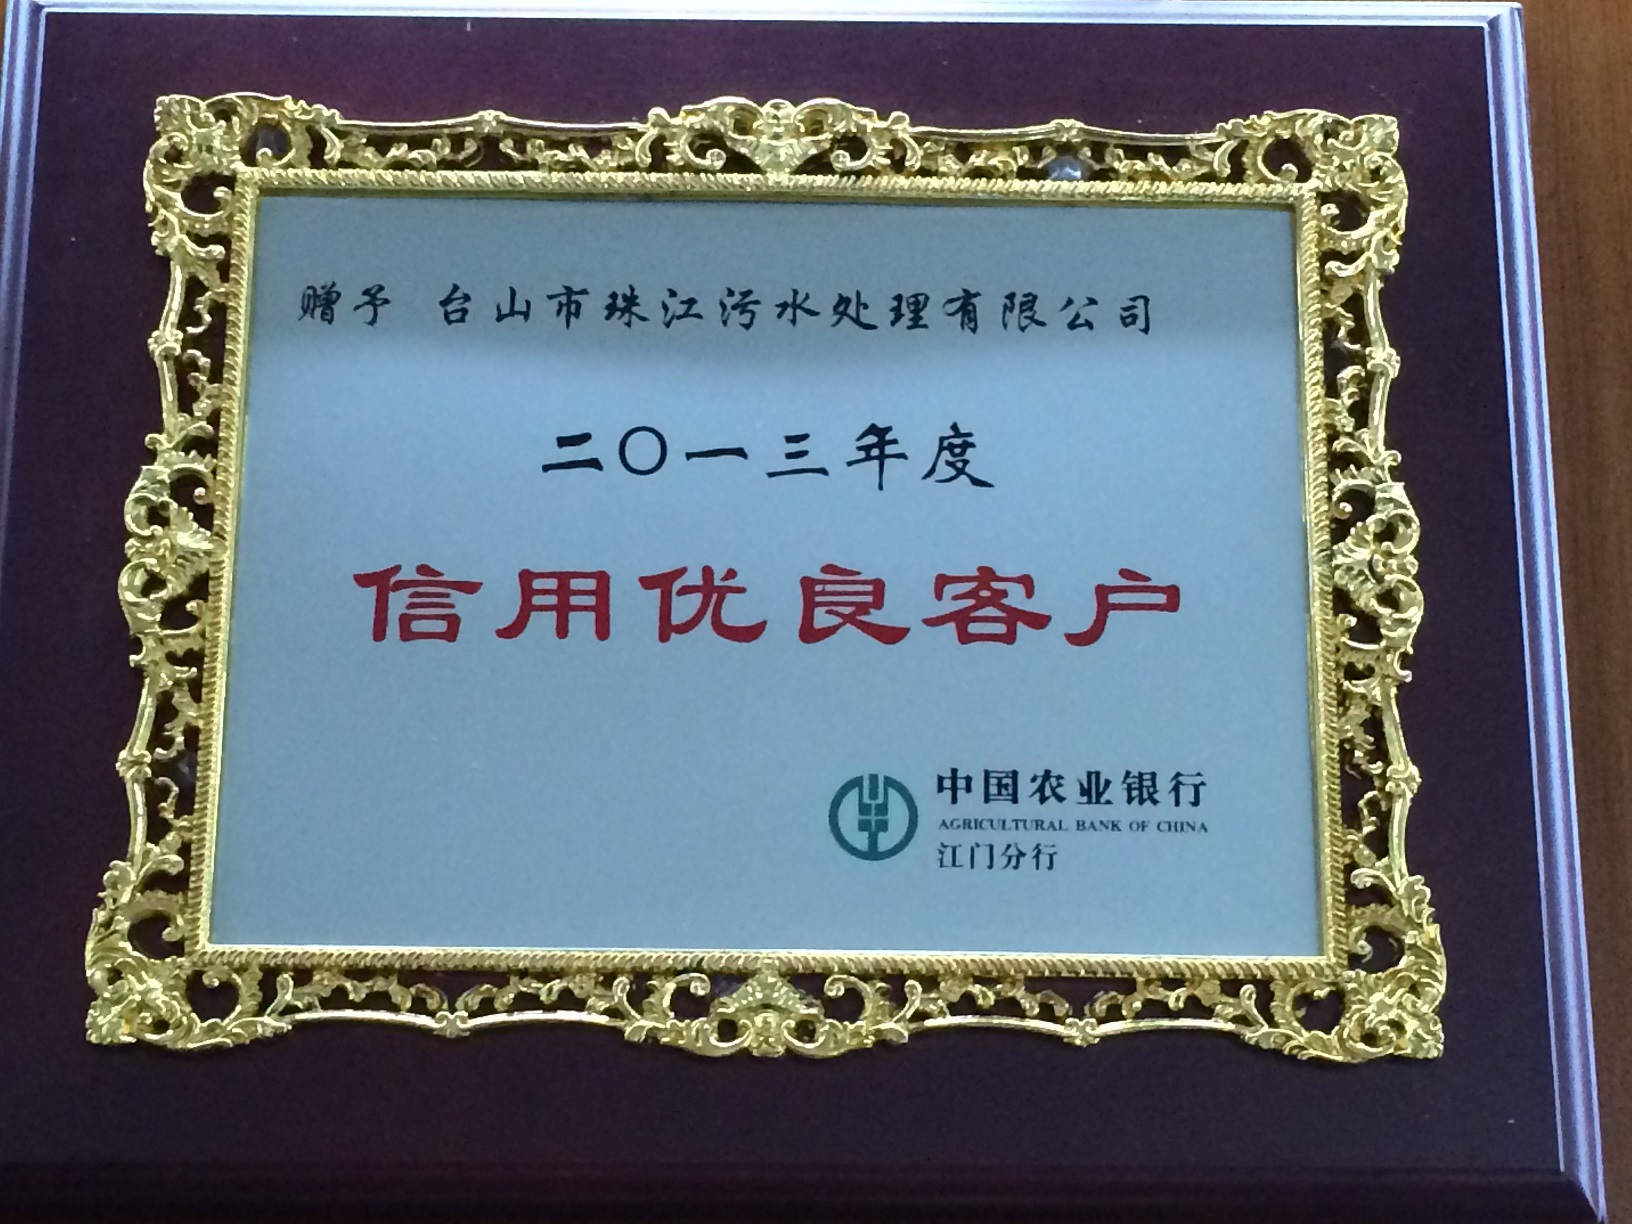 赠予 台山市珠江污水处理有限公司
二〇一三年度
信用优良客户
中国农业银行
AGRICULTURAL BANK OF CHINA
江门分行